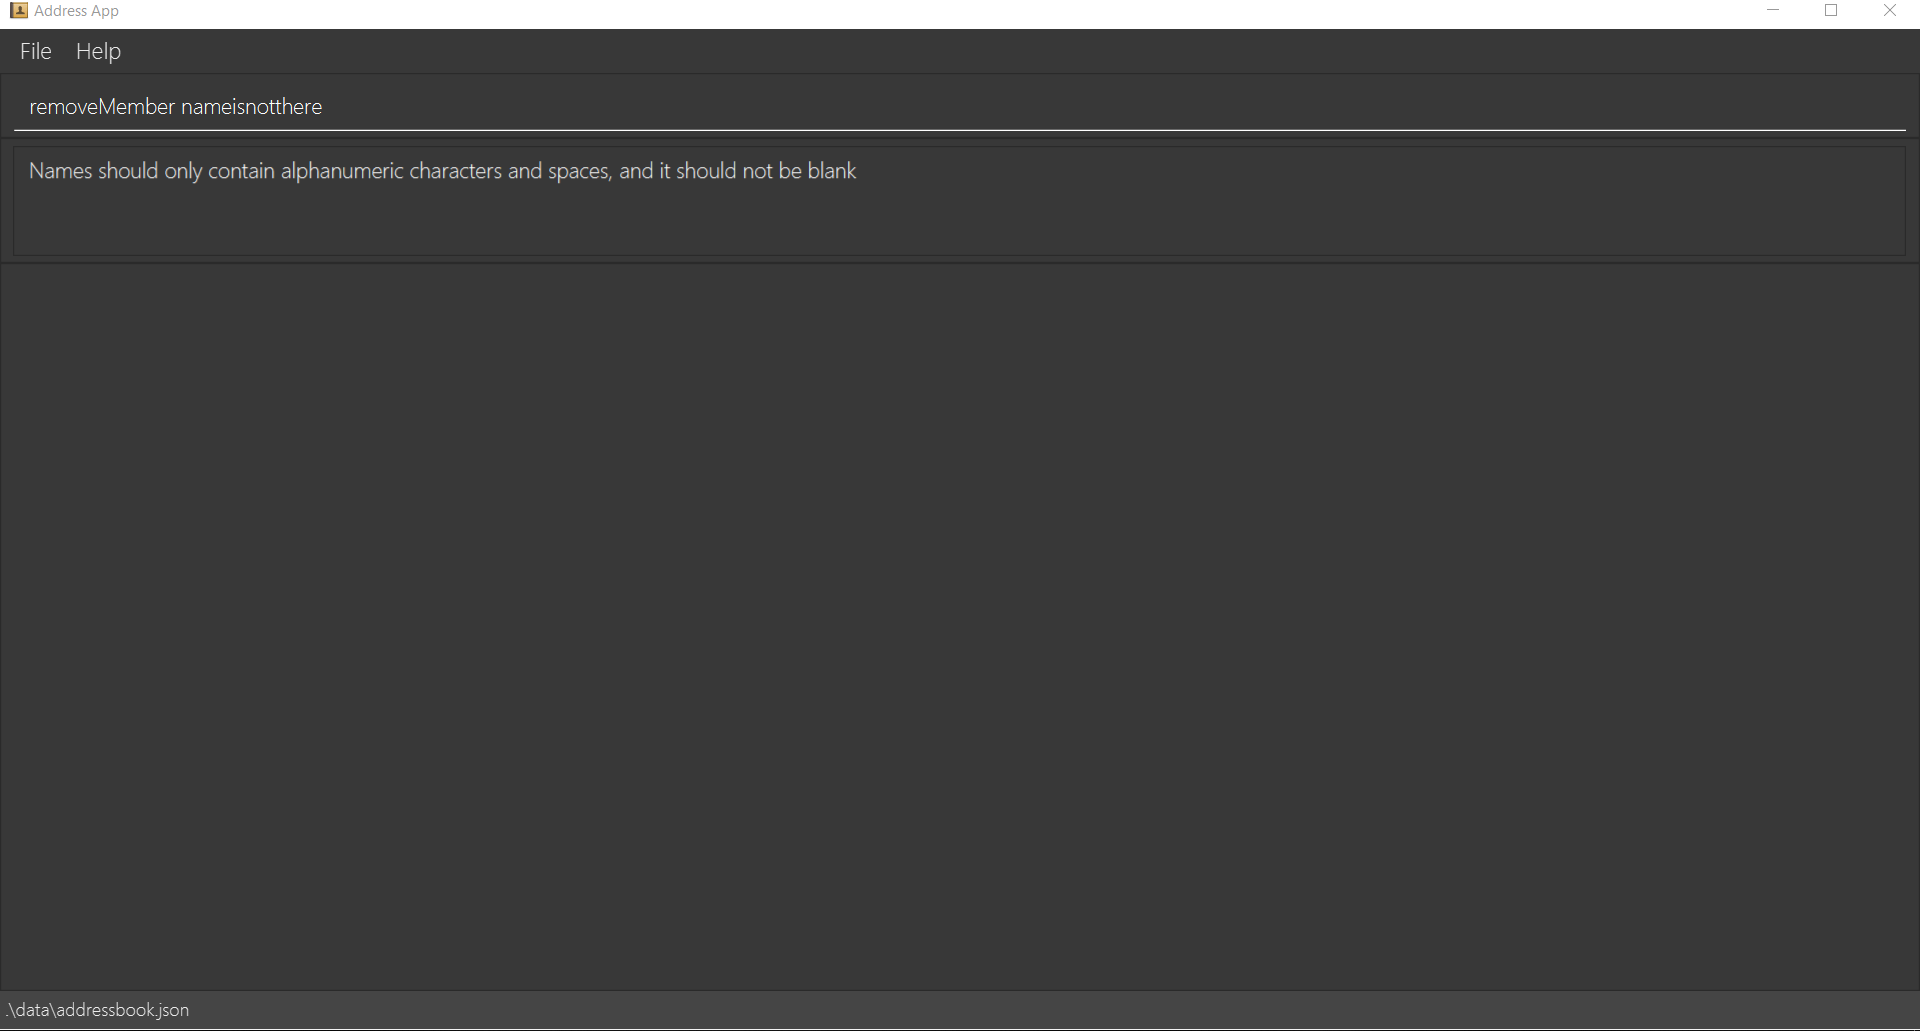 Address App
File Help
removeMember nameisnotthere
Names should only contain alphanumeric characters and spaces, and it should not be blank
.\data\addressbook.json